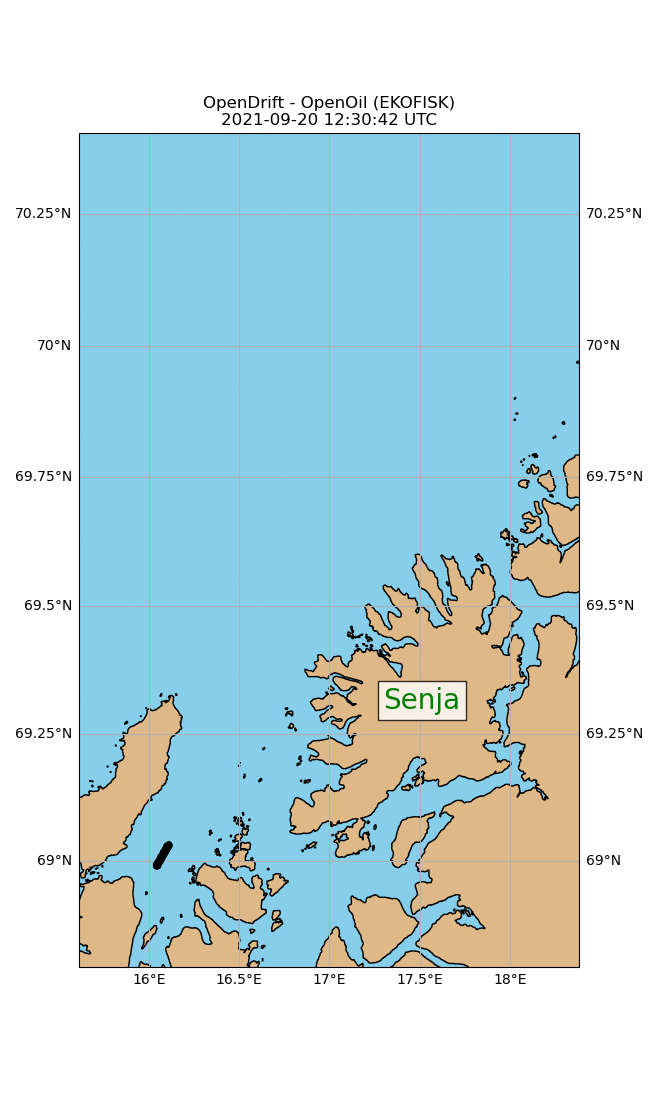 OpenDrift - OpenOil (EKOFISK)
2021-09-20 12:30:42 UTC
70.25°N 70.25°N
70°N 70°N
69.75°N 69.75°N
69.5°N 69.5°N
Senja
69.25°N 69.25°N
69°N 69°N
16°E 16.5°E 17°E 17.5°E 18°E